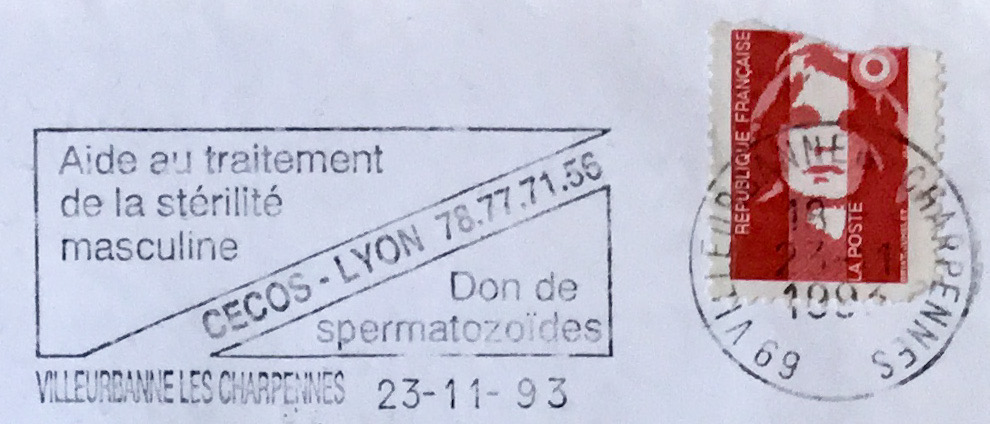 Aide au traitement
de la stérilité
masculine
CECOS - LYON 78.77.71.56
Don de
spermatozoïdes
VILLEURBANNE LES CHARPENNES 23-11-93
RÉPUBLIQUE FRANÇAISE
LA POSTE
69 VILLEURBANNE CHARPENNES